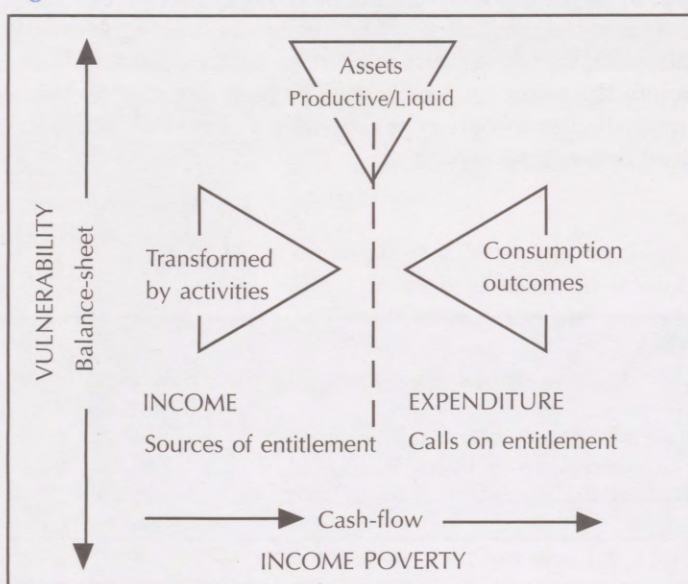 Assets
Productive/Liquid
VULNERABILITY
Balance-sheet
Transformed
by activities
Consumption
outcomes
INCOME
Sources of entitlement
EXPENDITURE
Calls on entitlement
Cash-flow
INCOME POVERTY